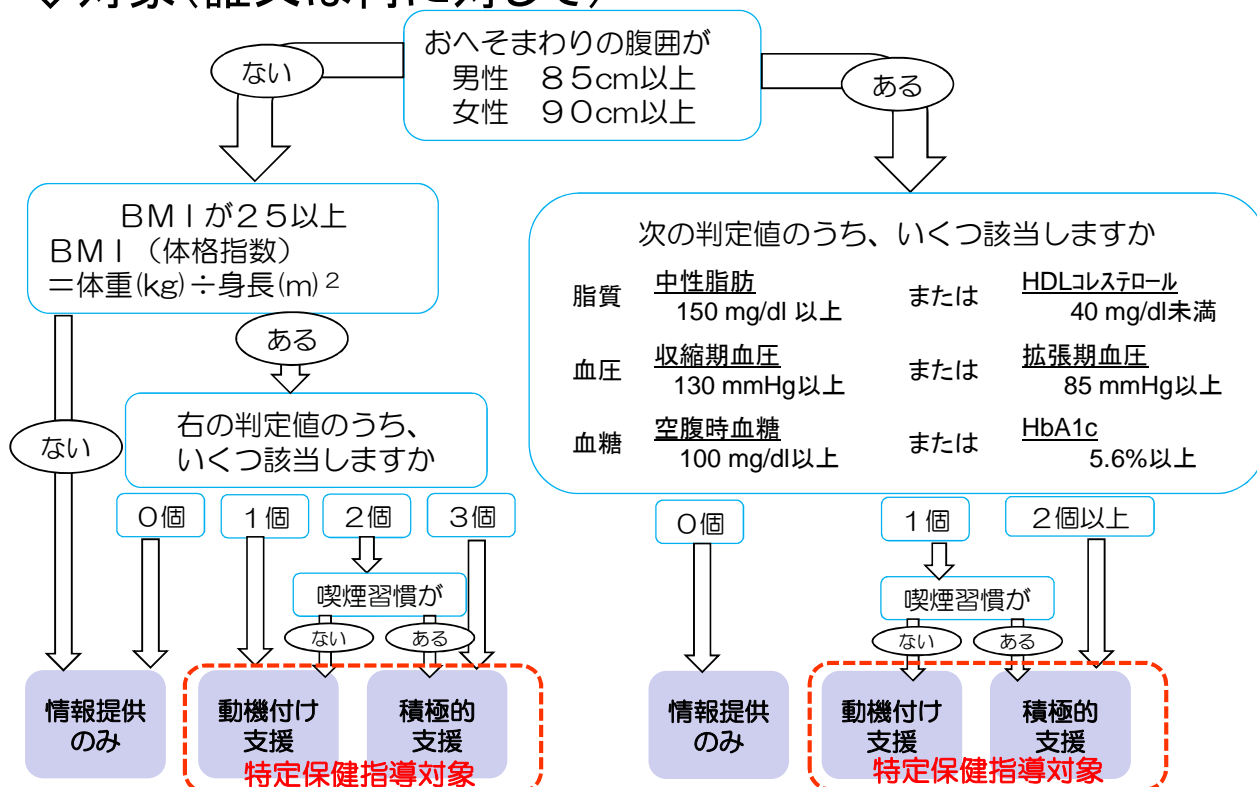 ◇対象（誰又は何に対して）
おへそまわりの腹囲が
男性　８５cm以上
女性　９０cm以上
ない
ある
ＢＭＩが２５以上
ＢＭＩ（体格指数）
＝体重(kg)÷身長(m)２
ある
ない
右の判定値のうち、
いくつ該当しますか
０個
１個
２個
３個
喫煙習慣が
ない
ある
情報提供
のみ
動機付け
支援
積極的
支援
特定保健指導対象
次の判定値のうち、いくつ該当しますか
脂質　中性脂肪　または　HDLコレステロール
150 mg/dl 以上　40 mg/dl未満
血圧　収縮期血圧　または　拡張期血圧
130 mmHg以上　85 mmHg以上
血糖　空腹時血糖　または　HbA1c
100 mg/dl以上　5.6%以上
０個
１個
２個以上
喫煙習慣が
ない
ある
情報提供
のみ
動機付け
支援
積極的
支援
特定保健指導対象